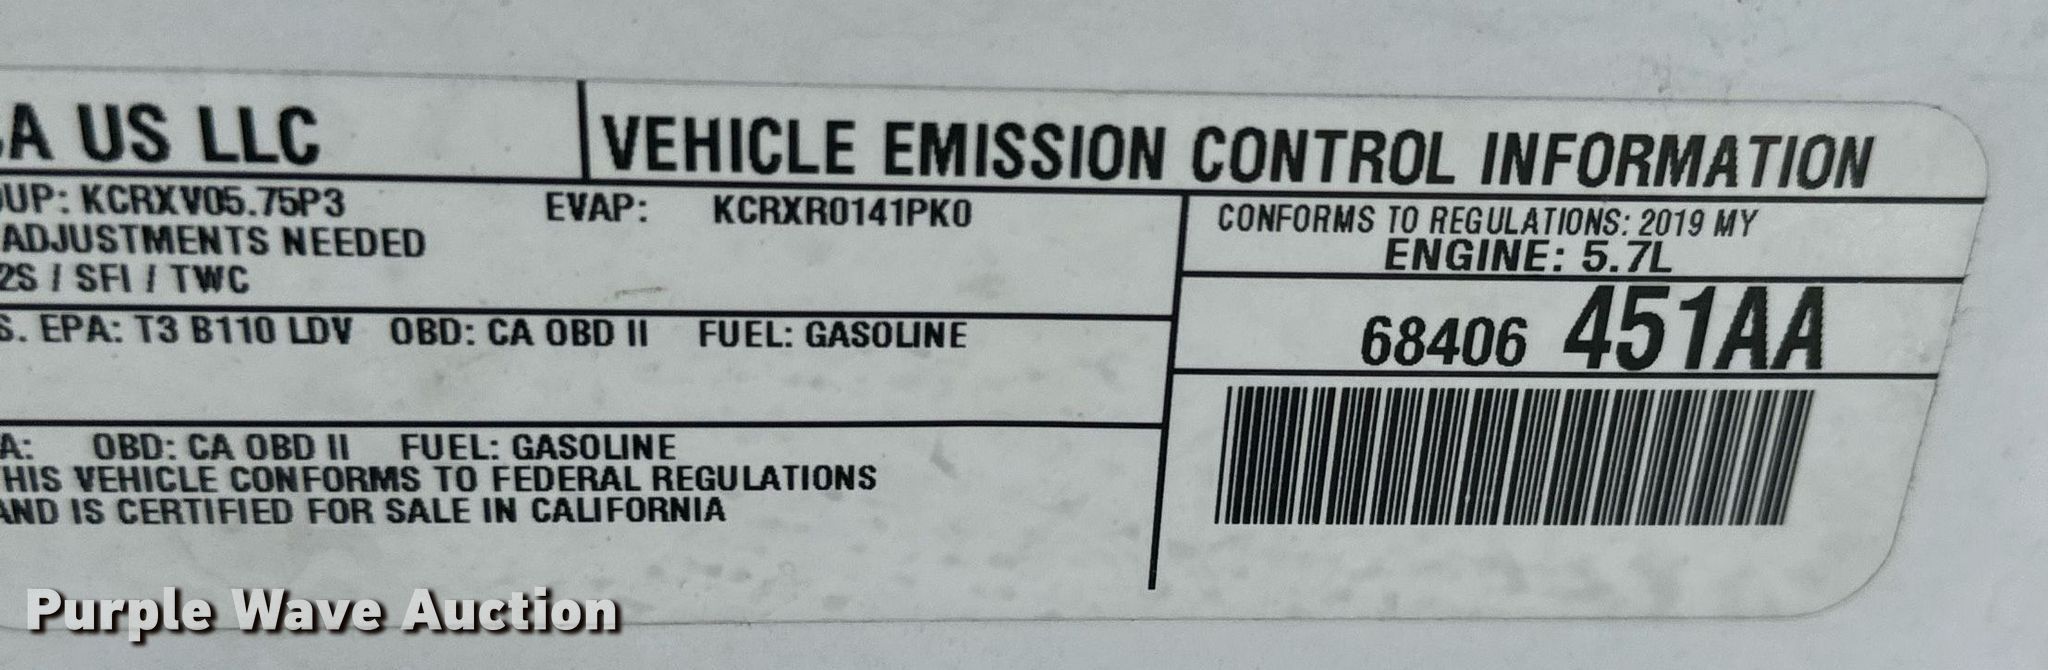 A US LLC
VEHICLE EMISSION CONTROL INFORMATION
UP: KCRXV05.75P3 EVAP: KCRXR0141PK0
ADJUSTMENTS NEEDED
2S / SFI / TWC
CONFORMS TO REGULATIONS: 2019 MY
ENGINE: 5.7L
S. EPA: T3 B110 LDV OBD: CA OBD II FUEL: GASOLINE
68406 451AA
A: OBD: CA OBD II FUEL: GASOLINE
HIS VEHICLE CONFORMS TO FEDERAL REGULATIONS
AND IS CERTIFIED FOR SALE IN CALIFORNIA
Purple Wave Auction